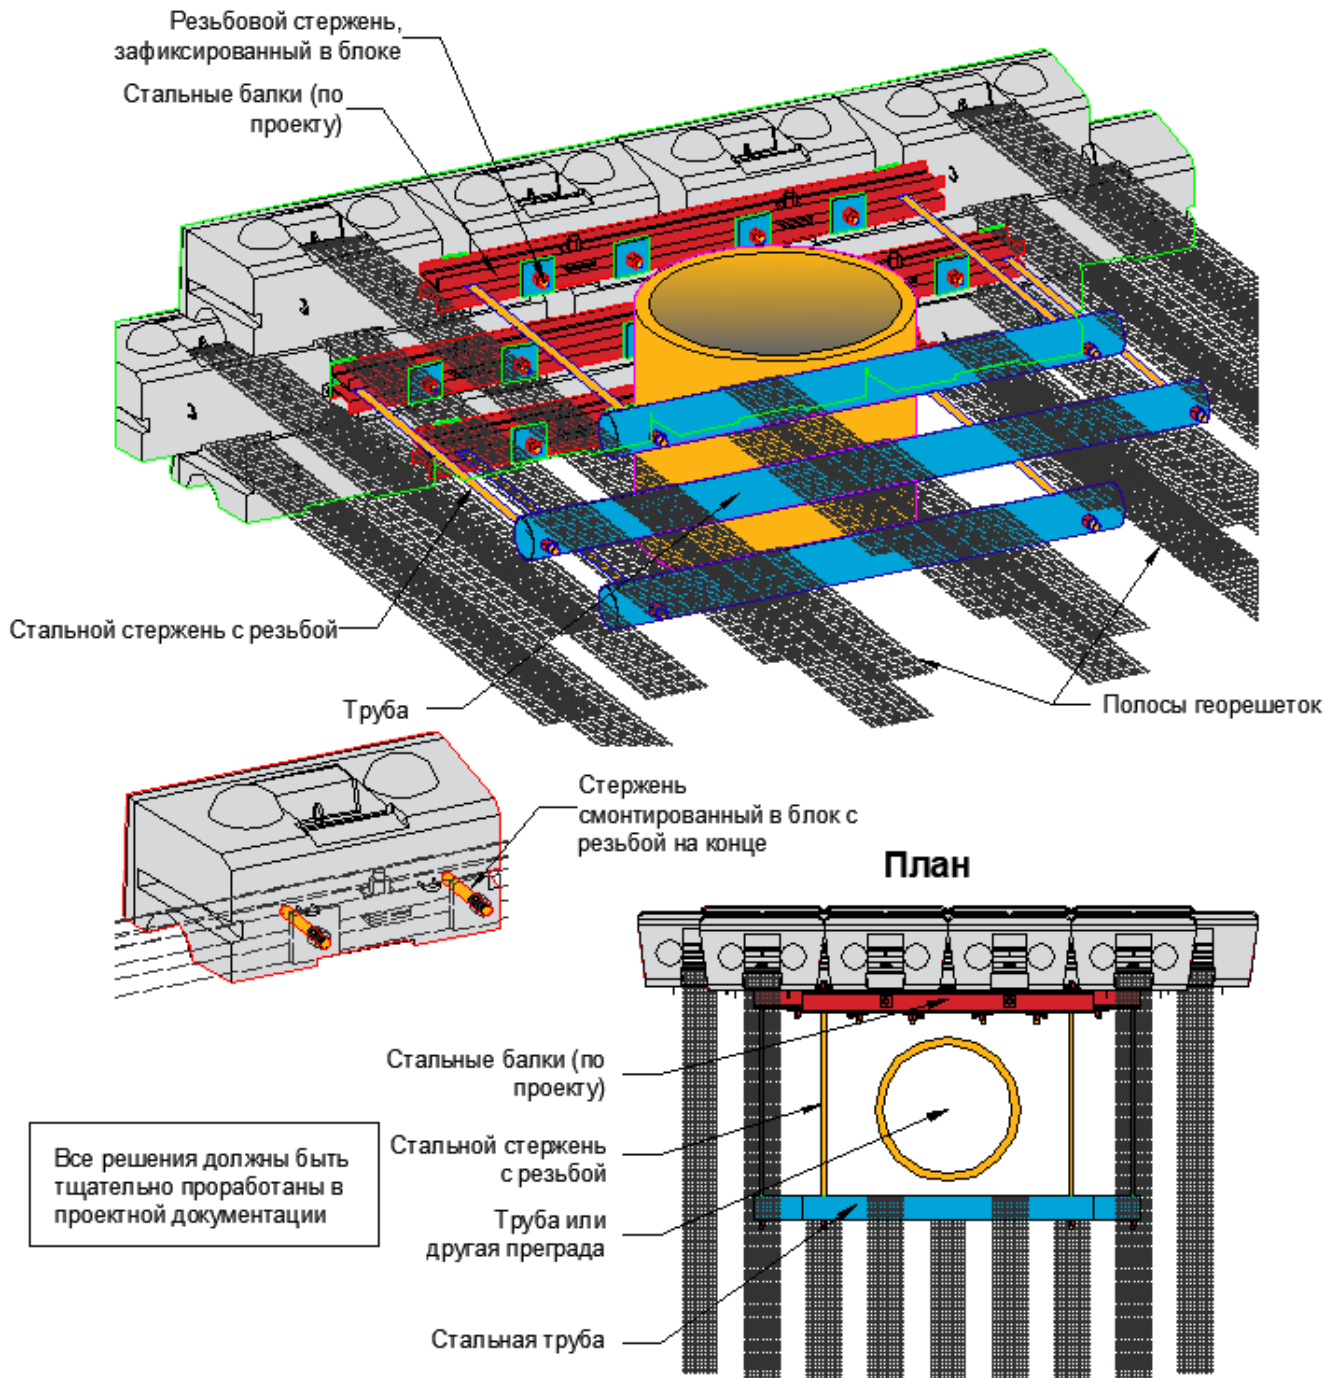 Резьбовой стержень,
зафиксированный в блоке
Стальные балки (по
проекту)
Стальной стержень с резьбой
Труба
Полосы георешеток
Стержень
смонтированный в блок с
резьбой на конце
План
Стальные балки (по
проекту)
Стальной стержень
с резьбой
Труба или
другая преграда
Стальная труба
Все решения должны быть
тщательно проработаны в
проектной документации